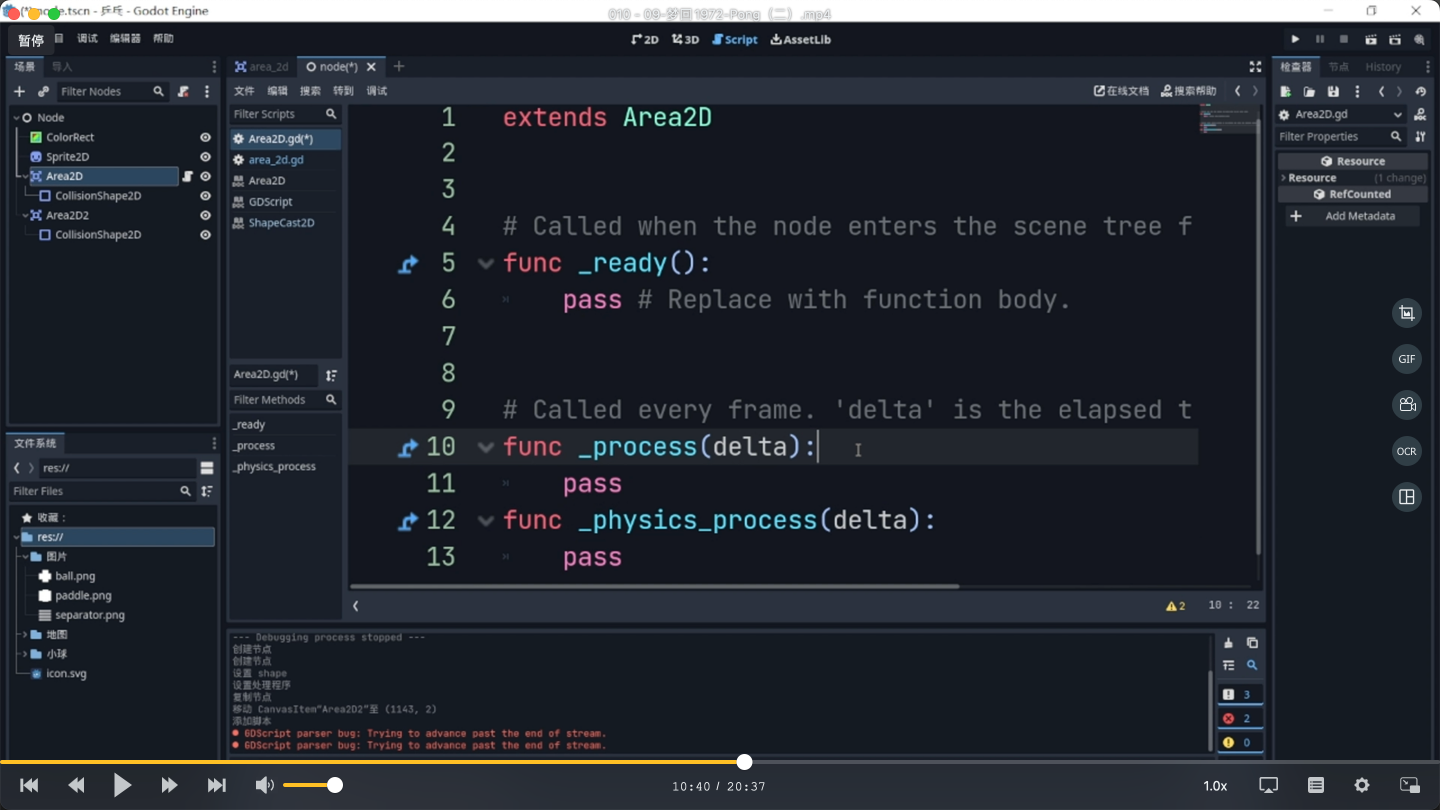 (*) node.tscn - 乒乓 - Godot Engine
010 - 09-梦回1972-Pong（二）.mp4
暂停
目 调试 编辑器 帮助
2D 3D Script AssetLib
场景 导入
area_2d node(*)
检查器 节点 History
Filter Nodes
文件 编辑 搜索 转到 调试
在线文档 搜索帮助
Filter Scripts
Area2D.gd(*)
area_2d.gd
Area2D
GDScript
ShapeCast2D
Area2D.gd(*)
Filter Methods
_ready
_process
_physics_process
Node
ColorRect
Sprite2D
Area2D
CollisionShape2D
Area2D2
CollisionShape2D
1 extends Area2D
2
3
4 # Called when the node enters the scene tree f
5 func _ready():
6 pass # Replace with function body.
7
8
9 # Called every frame. 'delta' is the elapsed t
10 func _process(delta):
11 pass
12 func _physics_process(delta):
13 pass
2 10 : 22
Area2D.gd
Filter Properties
Resource
Resource (1 change)
RefCounted
Add Metadata
GIF
OCR
文件系统
res://
Filter Files
收藏：
res://
图片
ball.png
paddle.png
separator.png
地图
小球
icon.svg
--- Debugging process stopped ---
创建节点
创建节点
设置 shape
设置处理程序
复制节点
移动 CanvasItem“Area2D2”至 (1143, 2)
添加脚本
GDScript parser bug: Trying to advance past the end of stream.
GDScript parser bug: Trying to advance past the end of stream.
3
2
0
10:40 / 20:37
1.0x